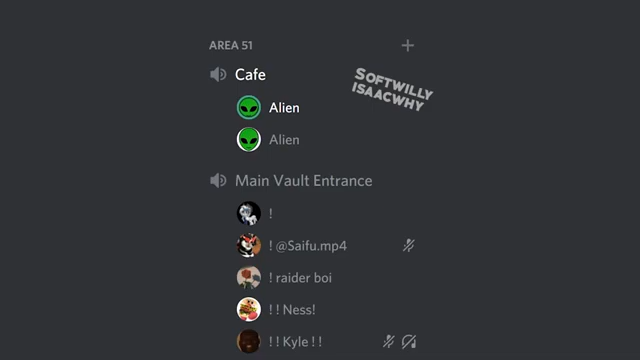 AREA 51
Cafe
SOFTWILLY
ISAACWHY
Alien
Alien
Main Vault Entrance
!
! @Saifu.mp4
! raider boi
! ! Ness!
! ! Kyle ! !